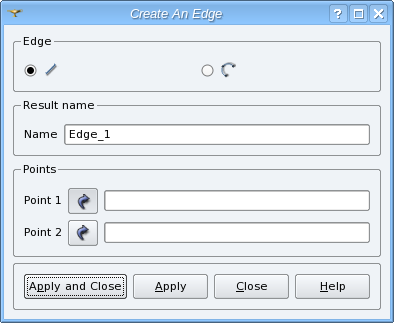 Create An Edge
Edge
Result name
Name Edge_1
Points
Point 1
Point 2
Apply and Close Apply Close Help